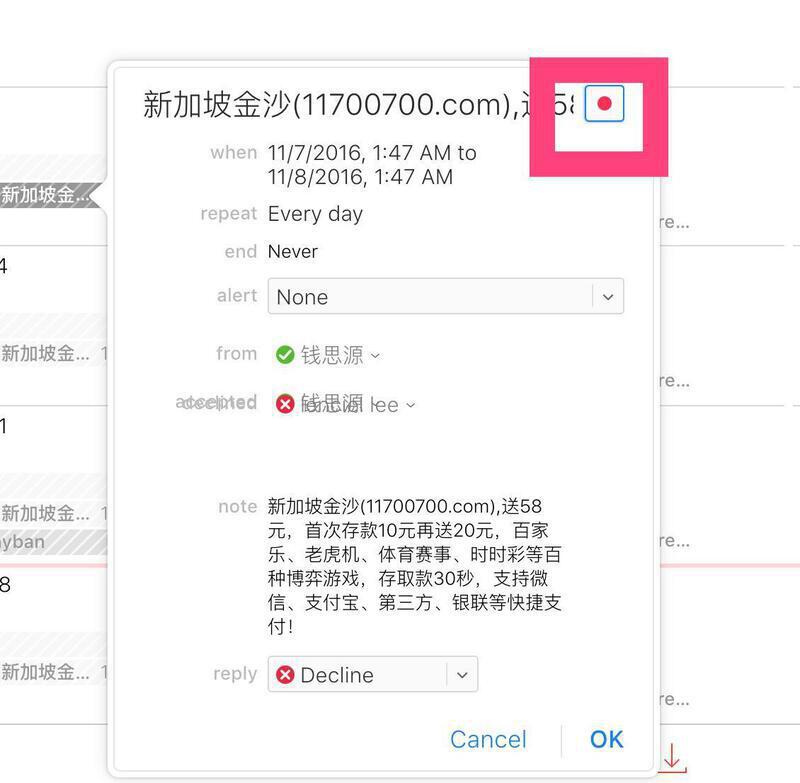 新加坡金沙(11700700.com),送58
新加坡金...
when 11/7/2016, 1:47 AM to
11/8/2016, 1:47 AM
repeat Every day
re...
end Never
4
alert None
新加坡金... 1
from 钱思源
re...
accepted 钱思源
declined lee
1
note 新加坡金沙(11700700.com),送58
新加坡金... 1
元，首次存款10元再送20元，百家
yban
乐、老虎机、体育赛事、时时彩等百
re...
种博弈游戏，存取款30秒，支持微
8
信、支付宝、第三方、银联等快捷支
付！
新加坡金... 1
reply Decline
re...
Cancel OK